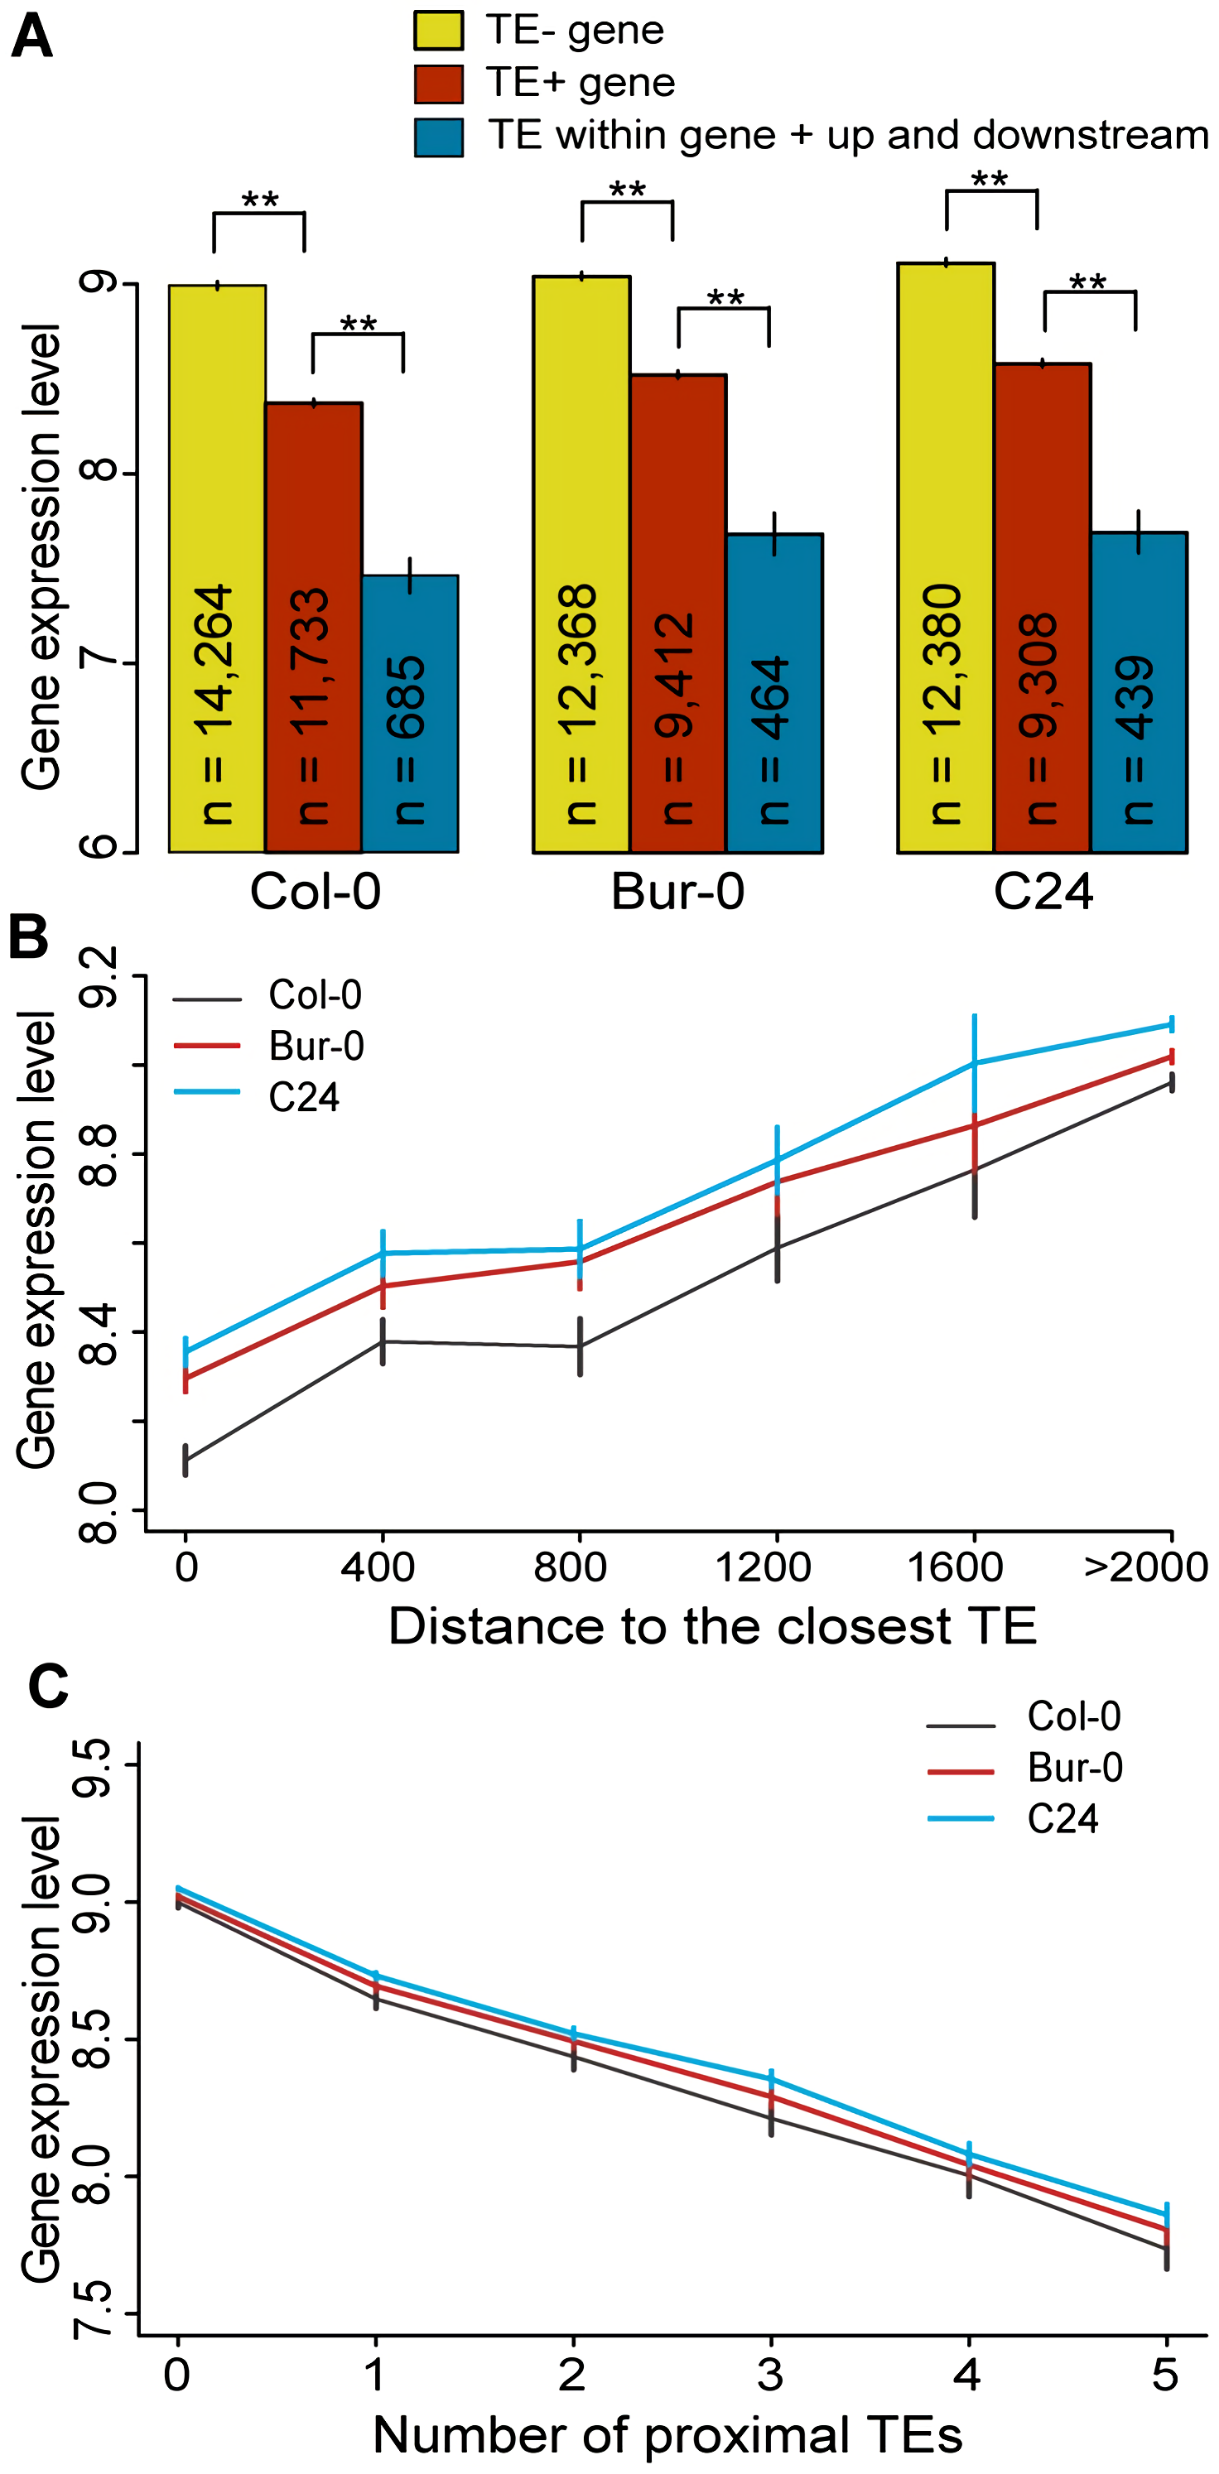 A
TE- gene
TE+ gene
TE within gene + up and downstream
**
**
**
**
**
**
Gene expression level
9
8
7
6
n = 14,264
n = 11,733
n = 685
n = 12,368
n = 9,412
n = 464
n = 12,380
n = 9,308
n = 439
Col-0
Bur-0
C24
B
Col-0
Bur-0
C24
Gene expression level
9.2
8.8
8.4
8.0
0
400
800
1200
1600
>2000
Distance to the closest TE
C
Col-0
Bur-0
C24
Gene expression level
9.5
9.0
8.5
8.0
7.5
0
1
2
3
4
5
Number of proximal TEs